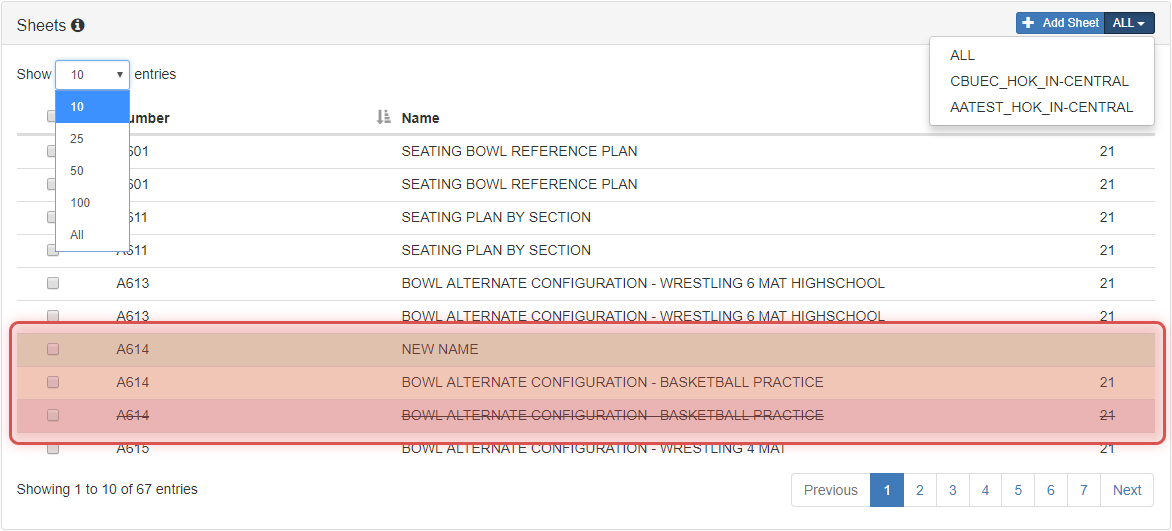 Sheets
Add Sheet ALL
ALL
CBUEC_HOK_IN-CENTRAL
AATEST_HOK_IN-CENTRAL
Show 10 entries
10
25
50
100
All
umber Name
601 SEATING BOWL REFERENCE PLAN 21
601 SEATING BOWL REFERENCE PLAN 21
611 SEATING PLAN BY SECTION 21
A611 SEATING PLAN BY SECTION 21
A613 BOWL ALTERNATE CONFIGURATION - WRESTLING 6 MAT HIGHSCHOOL 21
A613 BOWL ALTERNATE CONFIGURATION - WRESTLING 6 MAT HIGHSCHOOL 21
A614 NEW NAME
A614 BOWL ALTERNATE CONFIGURATION - BASKETBALL PRACTICE 21
A614 BOWL ALTERNATE CONFIGURATION - BASKETBALL PRACTICE 21
A615 BOWL ALTERNATE CONFIGURATION - WRESTLING 4 MAT 21
Showing 1 to 10 of 67 entries
Previous 1 2 3 4 5 6 7 Next